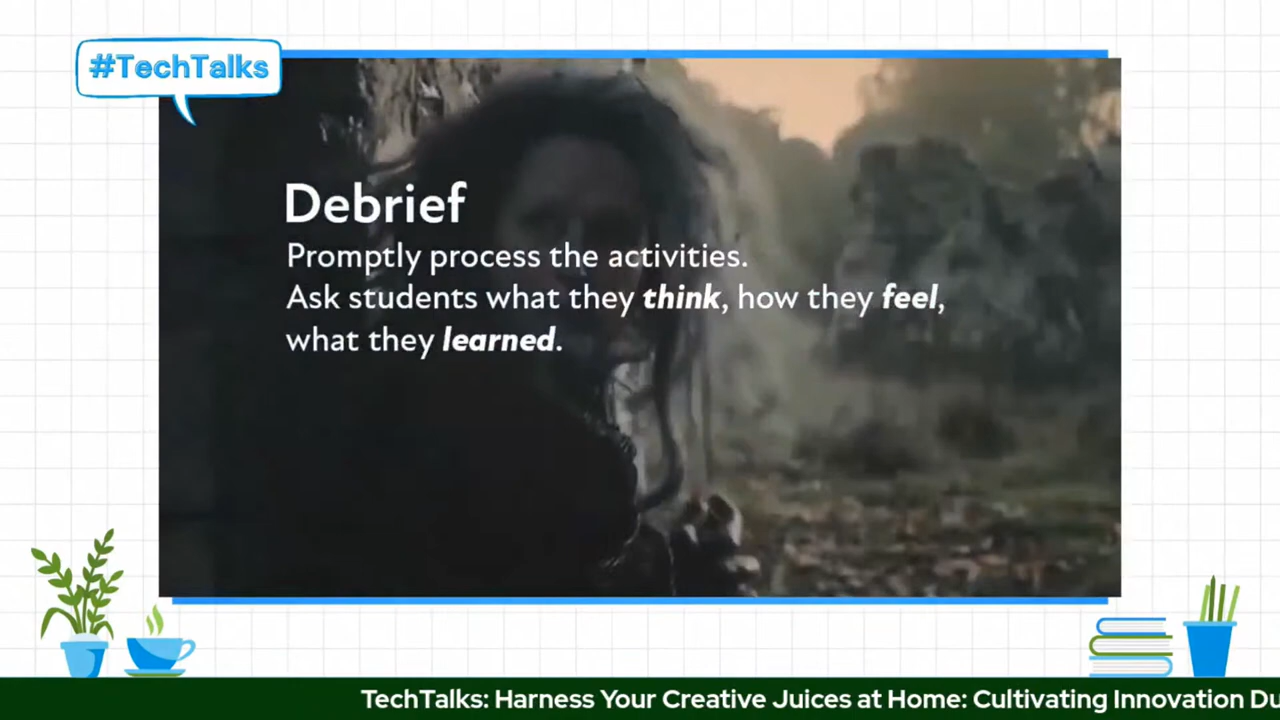 #TechTalks
Debrief
Promptly process the activities.
Ask students what they think, how they feel,
what they learned.
TechTalks: Harness Your Creative Juices at Home: Cultivating Innovation Du